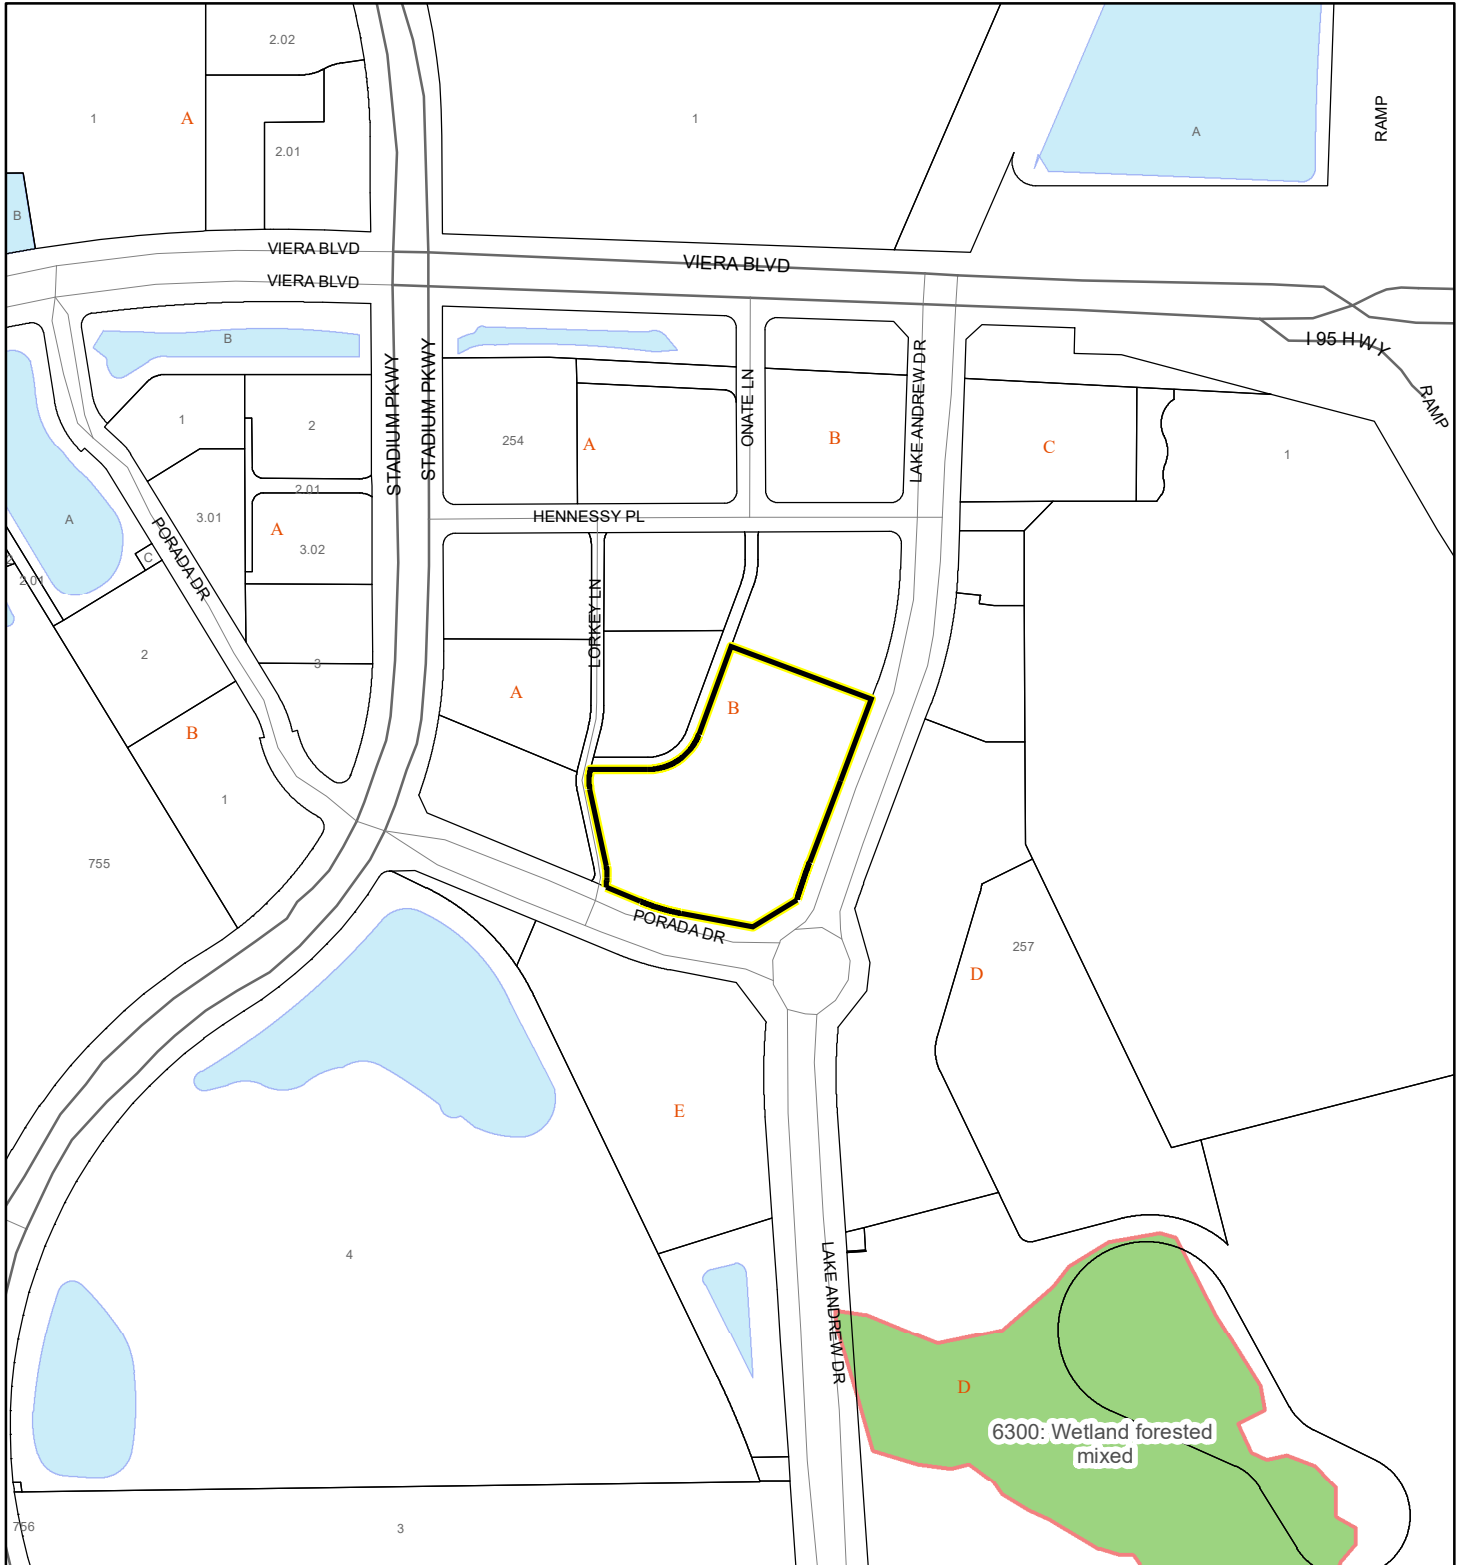 2.02
1
A
2.01
1
A
RAMP
B
VIERA BLVD
VIERA BLVD
VIERA BLVD
B
I 95 HWY
RAMP
STADIUM PKWY
STADIUM PKWY
ONATE LN
LAKE ANDREW DR
1
2
254
A
B
C
1
2.01
A
3.01
A
3.02
HENNESSY PL
PORADA DR
C
2.01
LORKEY LN
2
3
A
B
B
1
755
PORADA DR
257
D
E
4
LAKE ANDREW DR
D
6300: Wetland forested
mixed
756
3